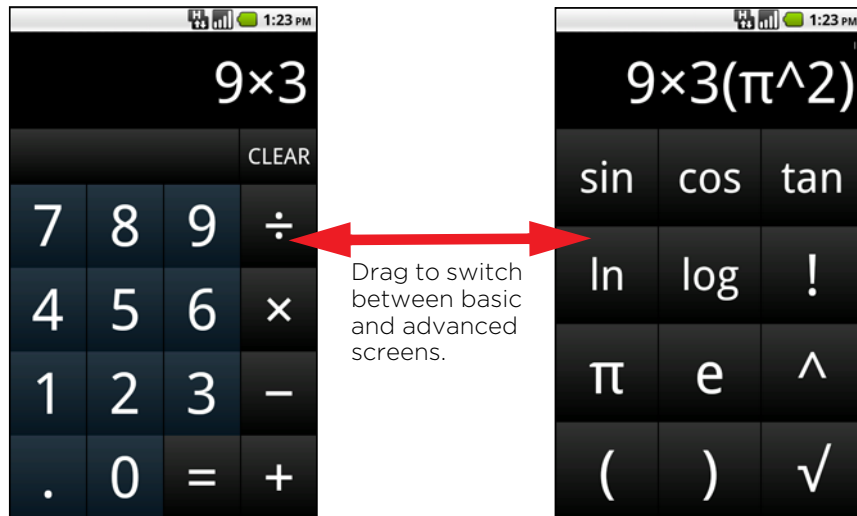 1:23 PM
9×3
CLEAR
7 8 9 ÷
4 5 6 ×
1 2 3 −
. 0 = +
Drag to switch
between basic
and advanced
screens.
1:23 PM
9×3(π^2)
sin cos tan
ln log !
π e ^
( ) √